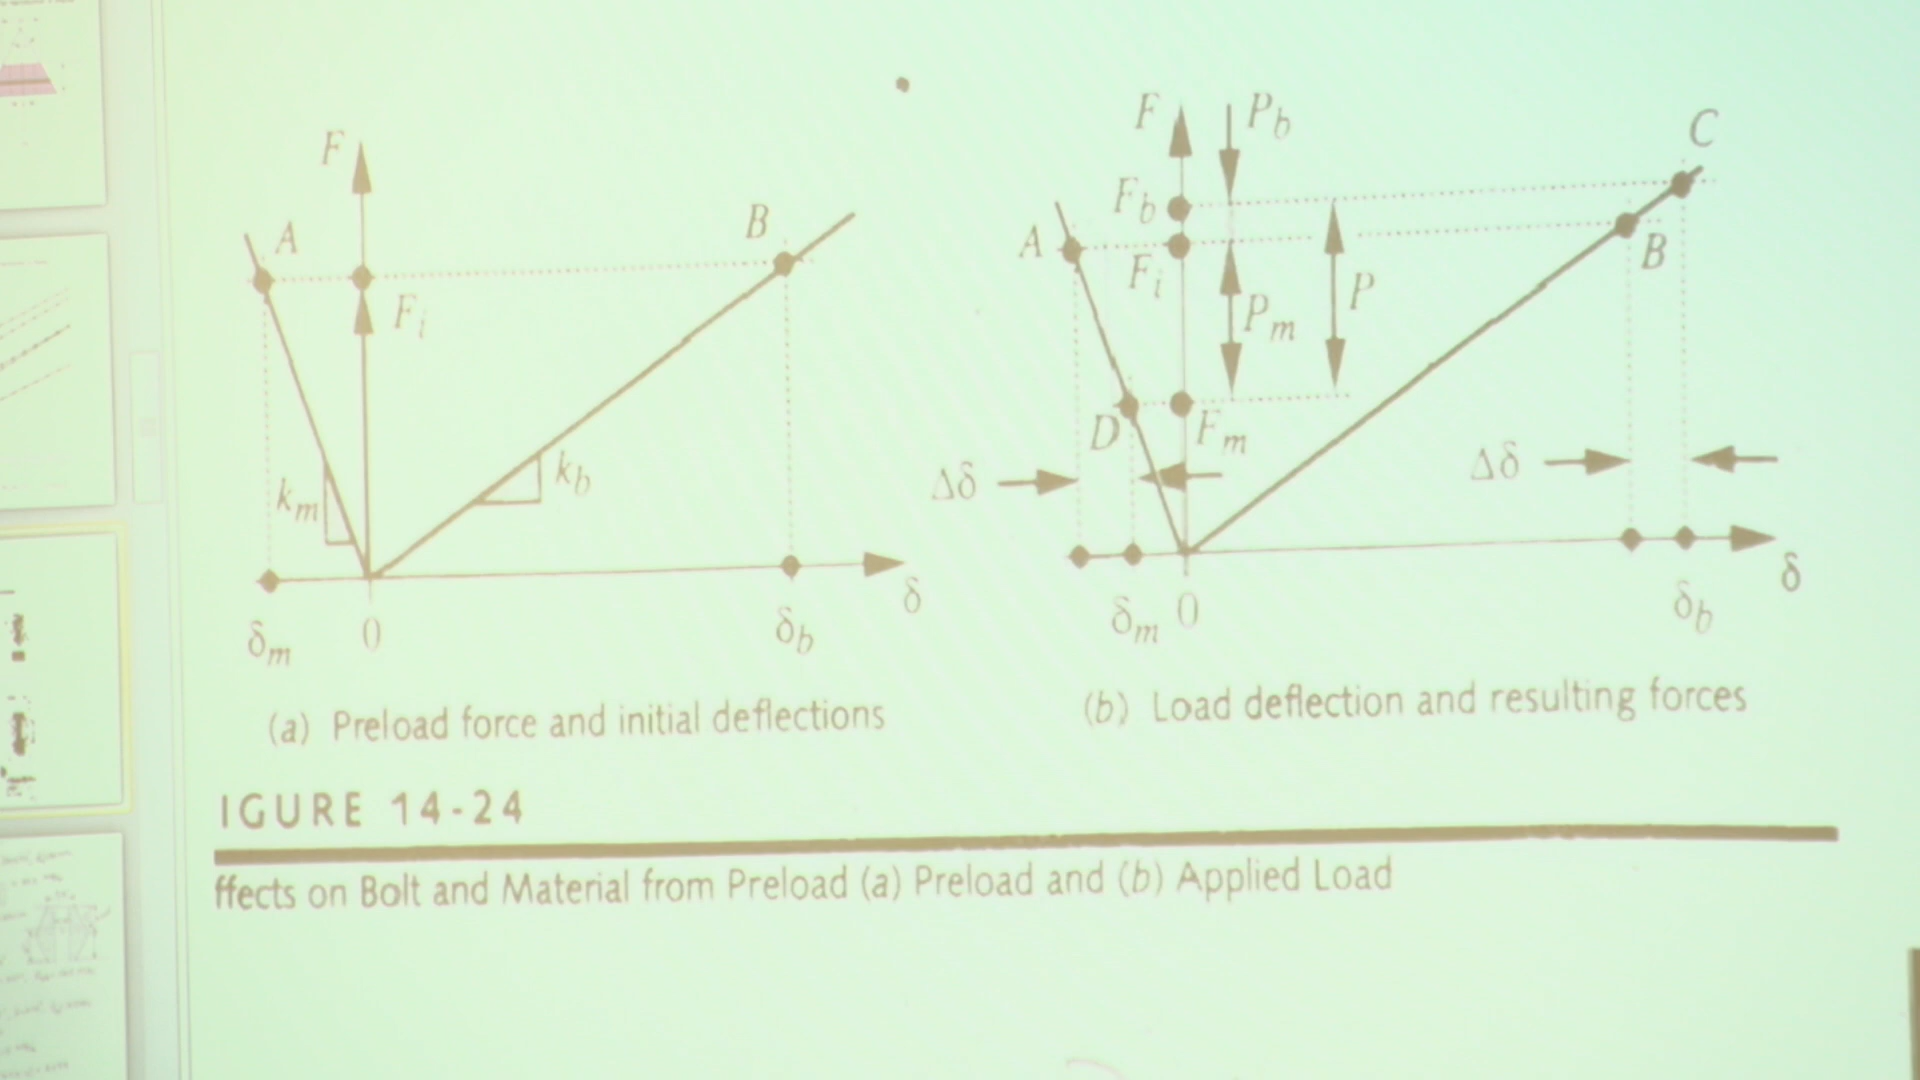 F
A
B
F_i
k_m
k_b
δ
δ_m
0
δ_b
(a) Preload force and initial deflections
F
P_b
C
F_b
A
F_i
B
P_m
P
D
F_m
Δδ
Δδ
δ
δ_m
0
δ_b
(b) Load deflection and resulting forces
IGURE 14-24
ffects on Bolt and Material from Preload (a) Preload and (b) Applied Load